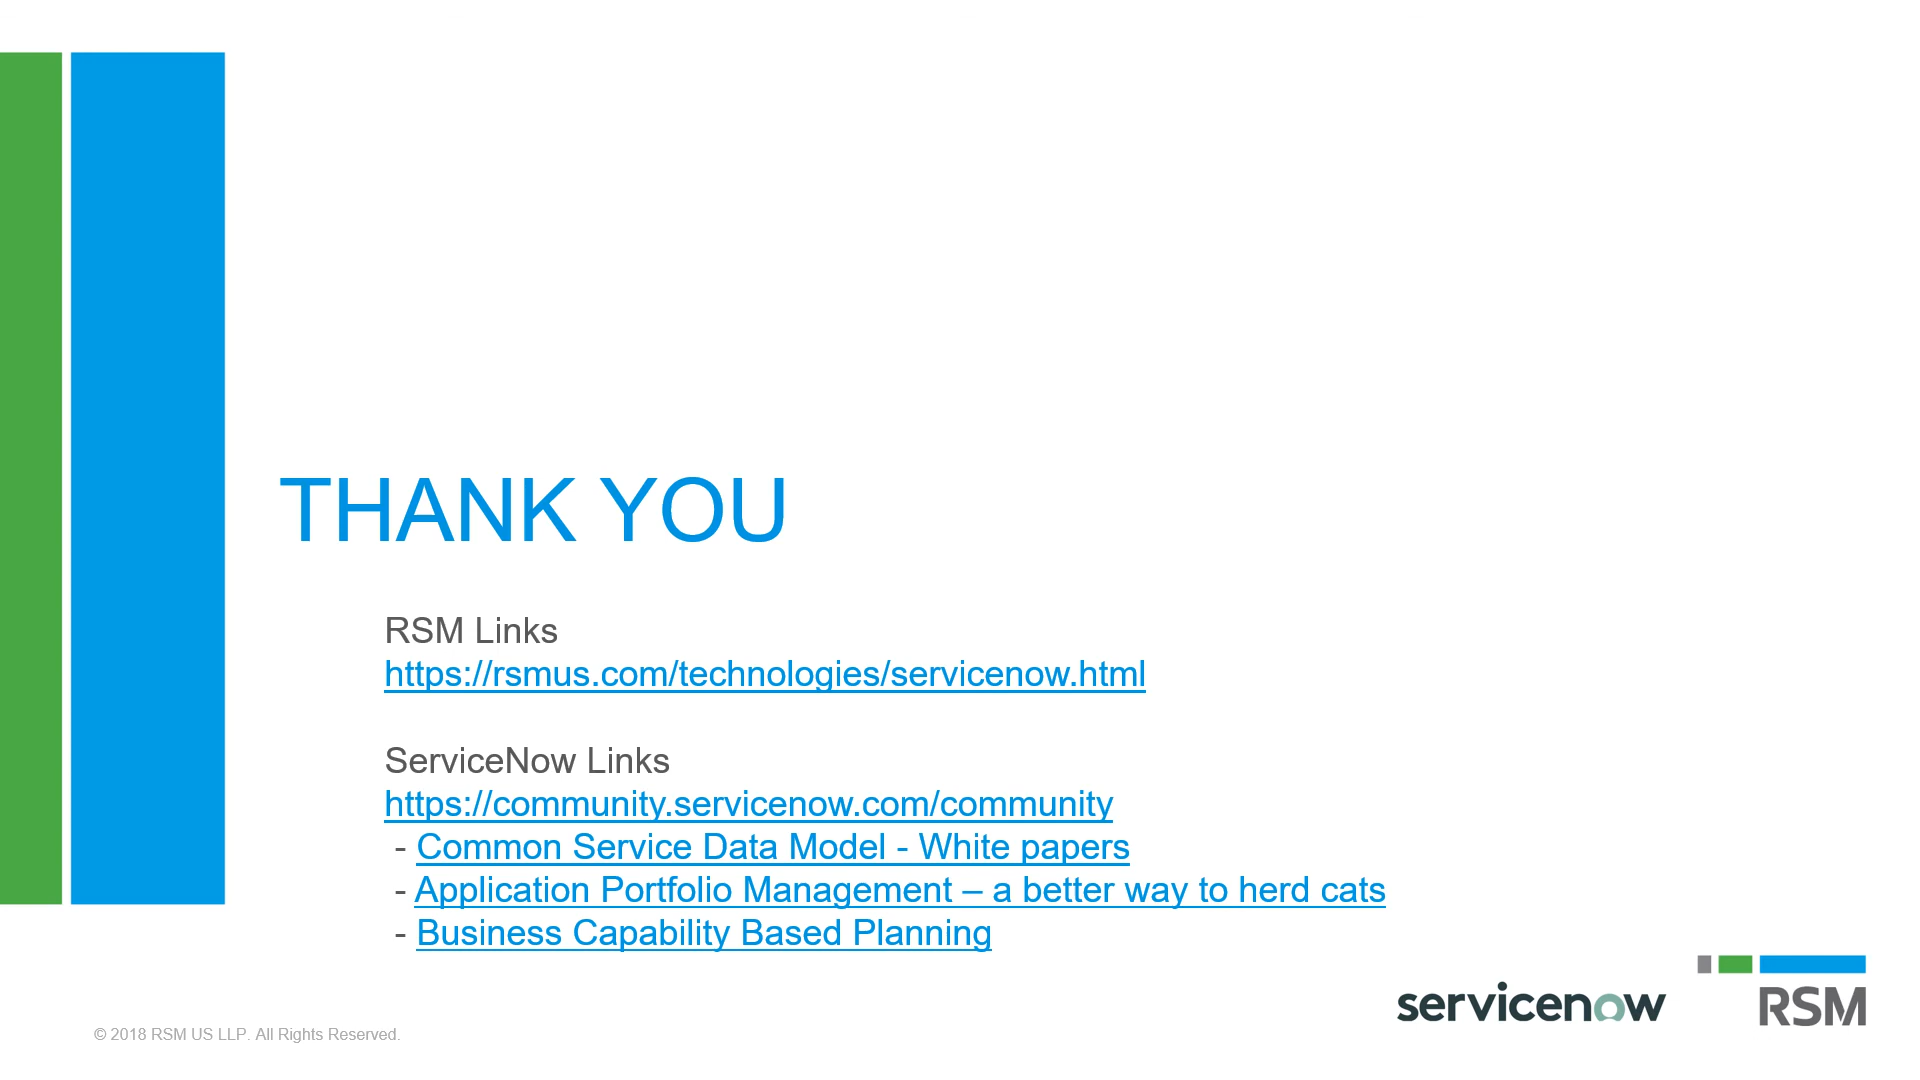 THANK YOU
RSM Links
https://rsmus.com/technologies/servicenow.html
ServiceNow Links
https://community.servicenow.com/community
- Common Service Data Model - White papers
- Application Portfolio Management – a better way to herd cats
- Business Capability Based Planning
servicenow
RSM
© 2018 RSM US LLP. All Rights Reserved.